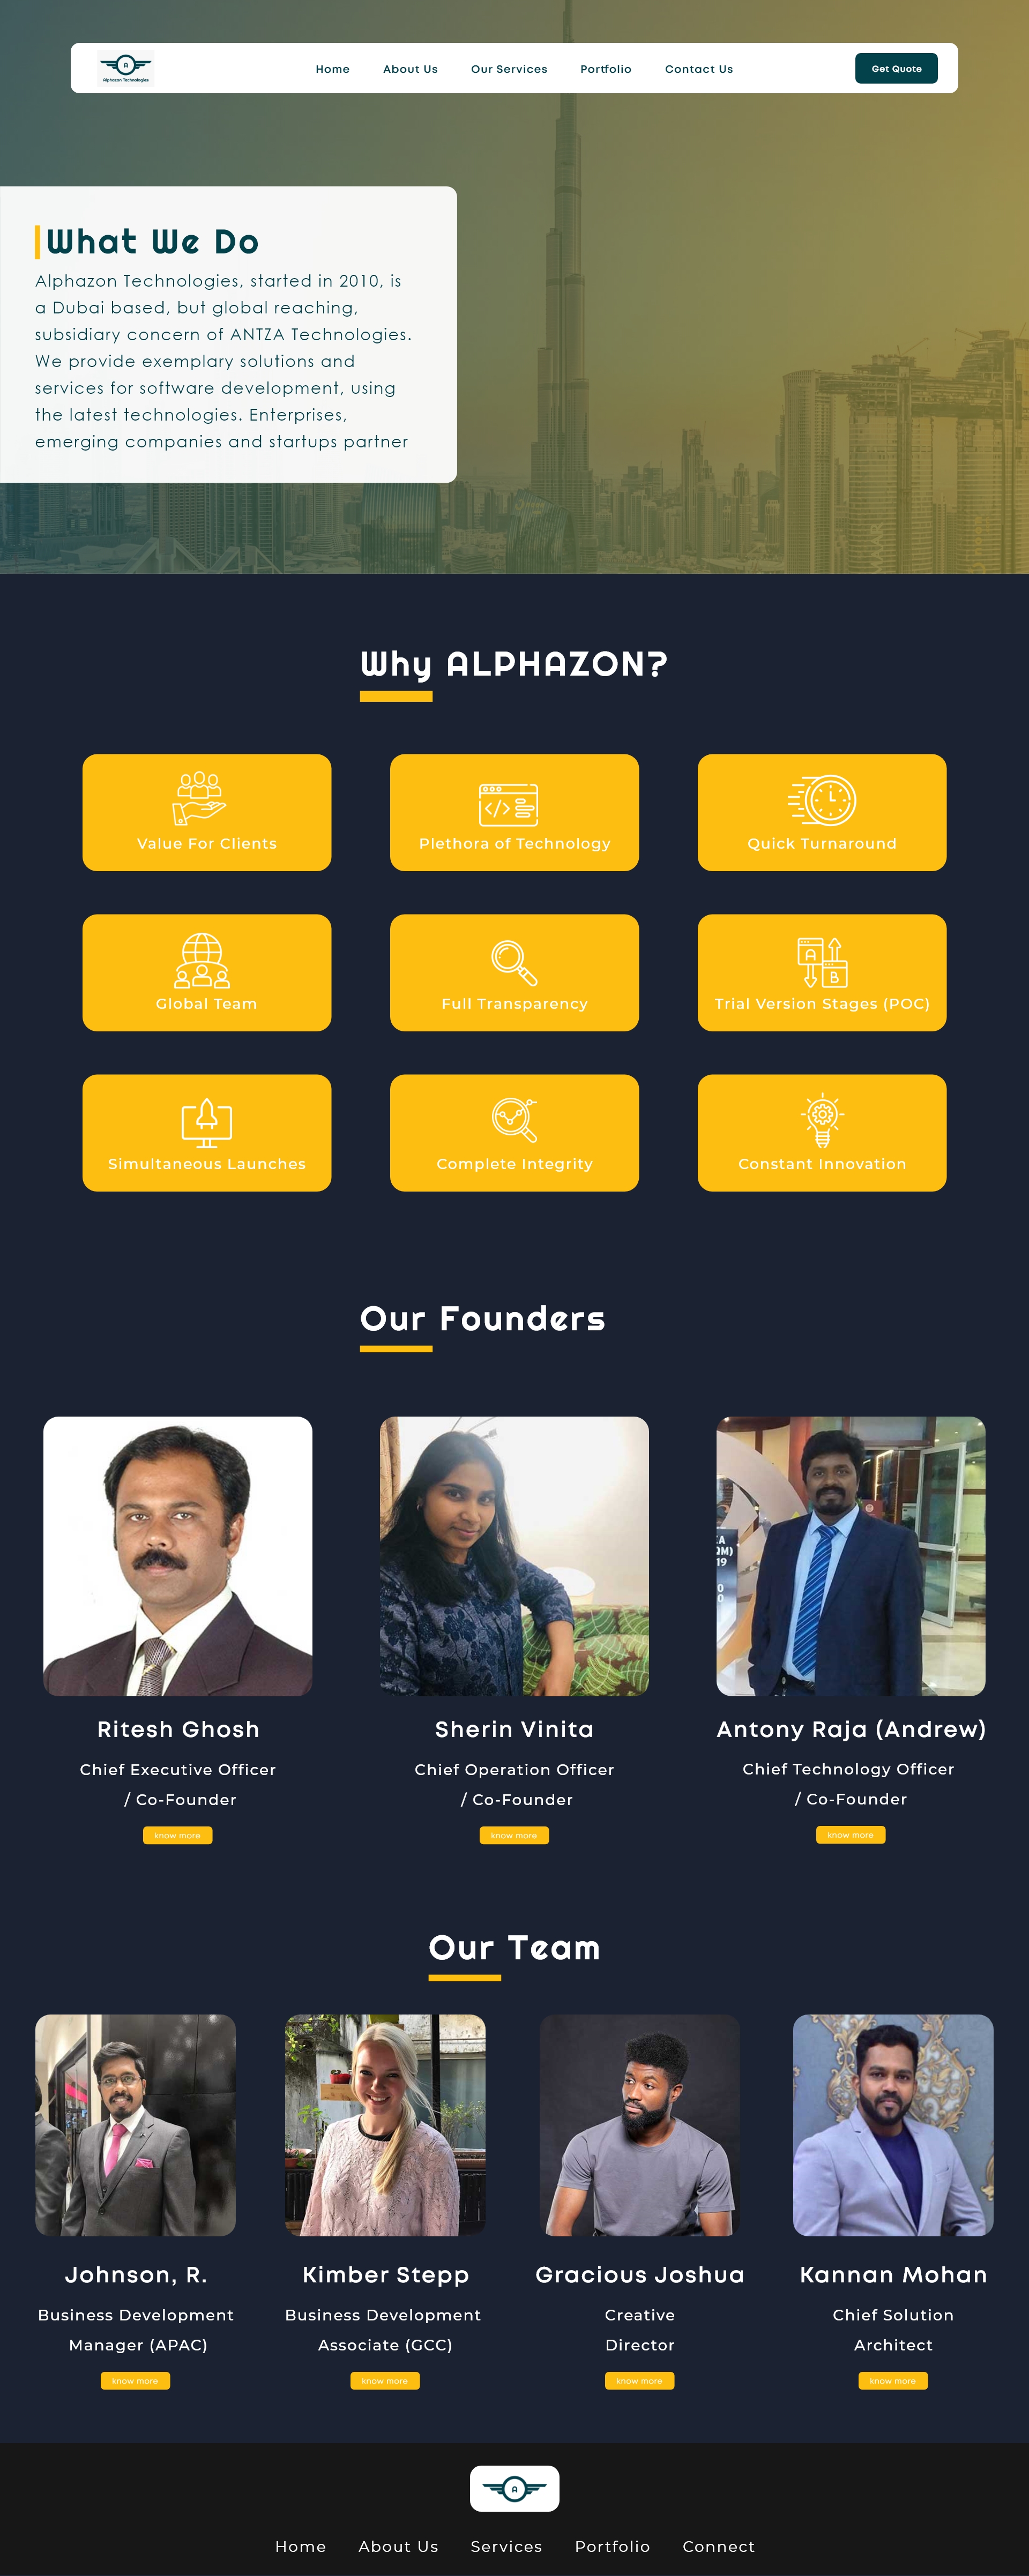 A
Alphazon Technologies
Home About Us Our Services Portfolio Contact Us
Get Quote
What We Do
Alphazon Technologies, started in 2010, is
a Dubai based, but global reaching,
subsidiary concern of ANTZA Technologies.
We provide exemplary solutions and
services for software development, using
the latest technologies. Enterprises,
emerging companies and startups partner
Why ALPHAZON?
Value For Clients
Plethora of Technology
Quick Turnaround
Global Team
Full Transparency
A
B
Trial Version Stages (POC)
Simultaneous Launches
Complete Integrity
Constant Innovation
Our Founders
Ritesh Ghosh
Chief Executive Officer
/ Co-Founder
know more
Sherin Vinita
Chief Operation Officer
/ Co-Founder
know more
19
Antony Raja (Andrew)
Chief Technology Officer
/ Co-Founder
know more
Our Team
Johnson, R.
Business Development
Manager (APAC)
know more
Kimber Stepp
Business Development
Associate (GCC)
know more
Gracious Joshua
Creative
Director
know more
Kannan Mohan
Chief Solution
Architect
know more
A
Home About Us Services Portfolio Connect